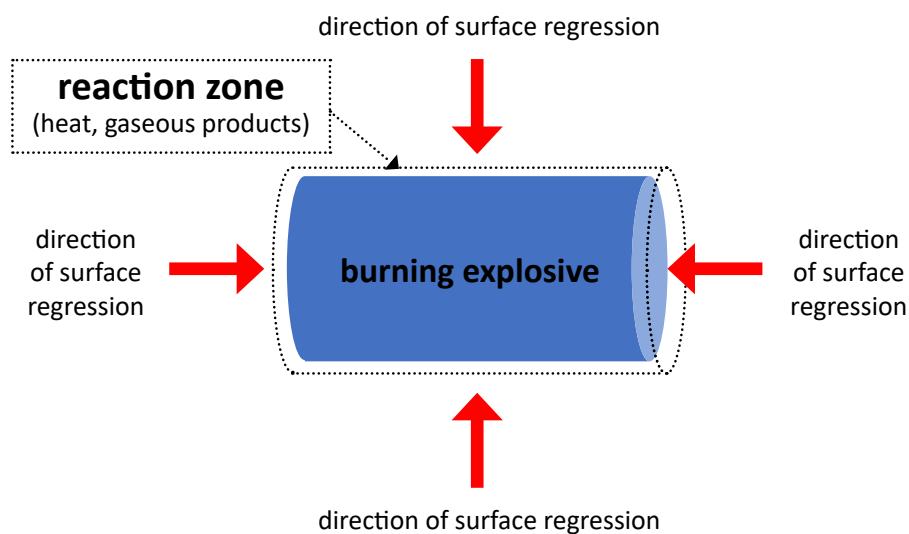 direction of surface regression
reaction zone
(heat, gaseous products)
direction
of surface
regression
burning explosive
direction
of surface
regression
direction of surface regression